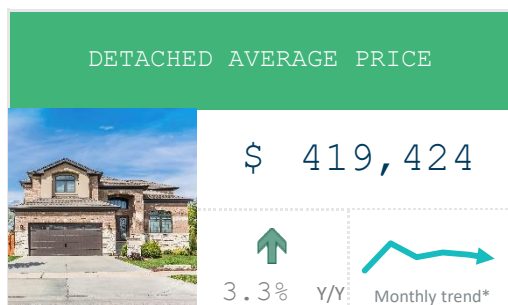 DETACHED AVERAGE PRICE
$ 419,424
3.3% Y/Y
Monthly trend*